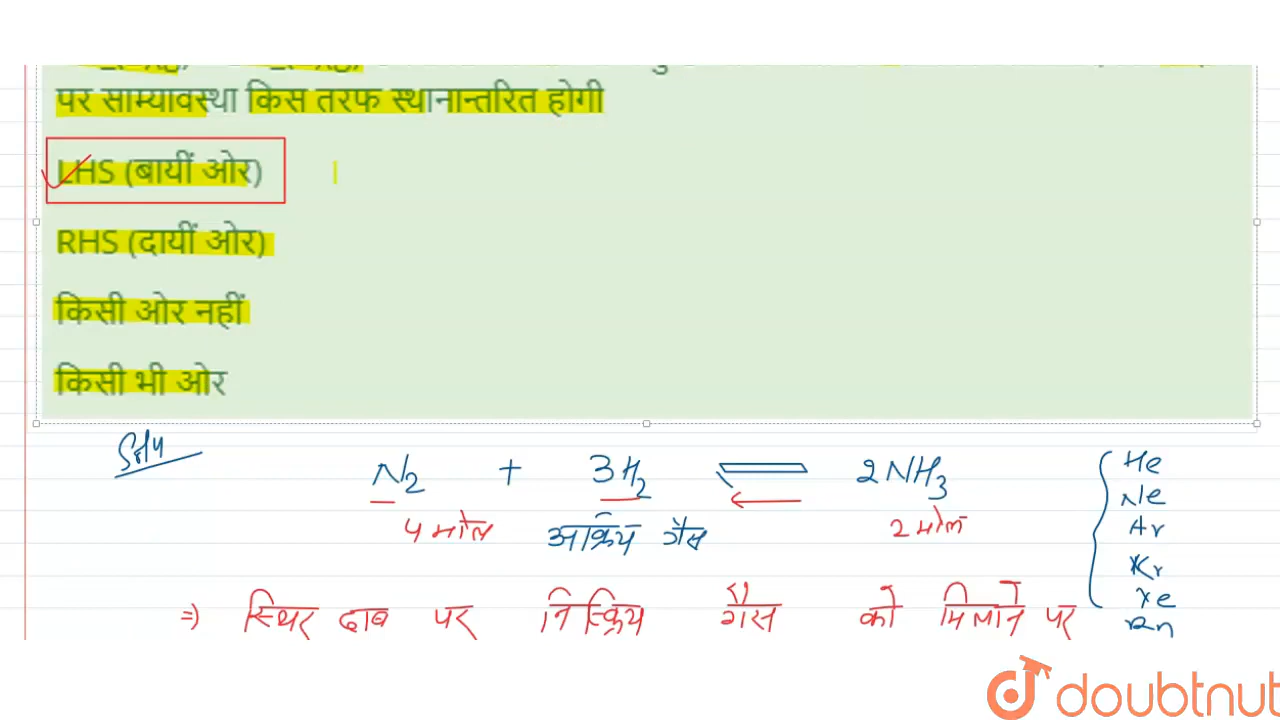 पर साम्यावस्था किस तरफ स्थानान्तरित होगी
LHS (बायीं ओर)
RHS (दायीं ओर)
किसी ओर नहीं
किसी भी ओर
Soln
N2 + 3H2 ⇌ 2NH3
4 मोल अक्रिय गैस 2 मोल
⇒ स्थिर दाब पर निष्क्रिय गैस को मिलाने पर
He
Ne
Ar
Kr
Xe
Rn
doubtnut